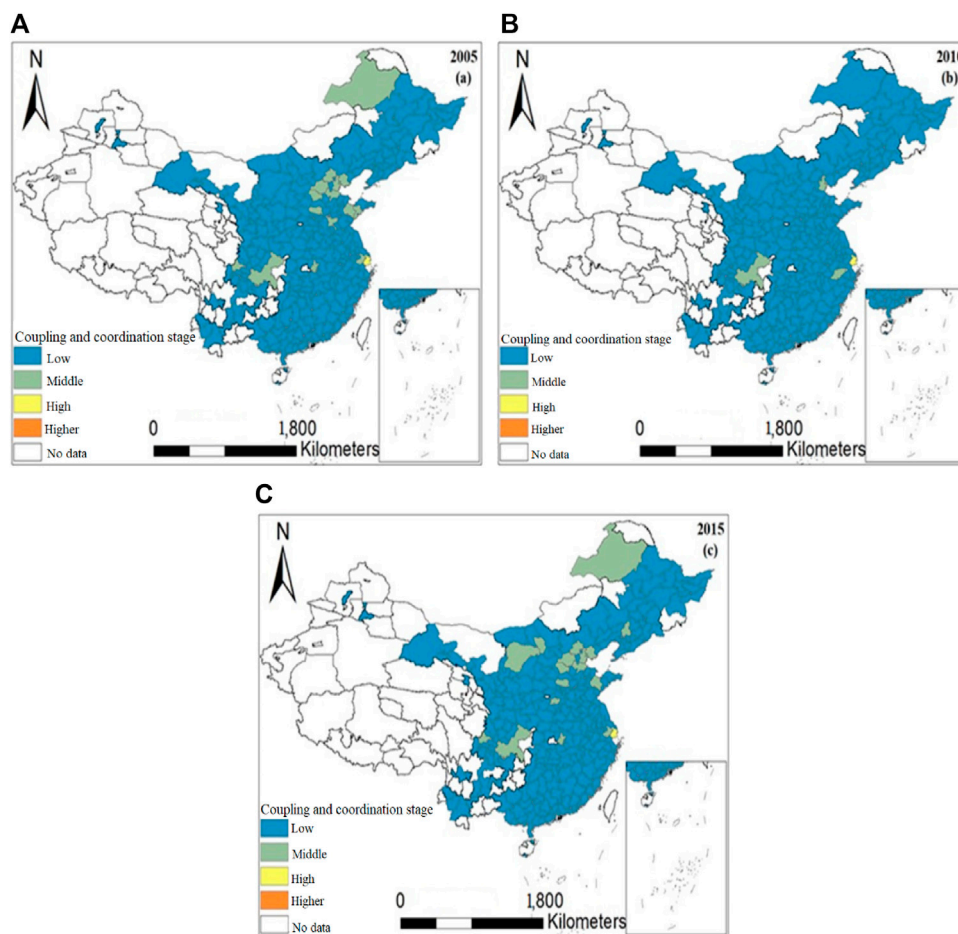 A
N
2005
(a)
Coupling and coordination stage
Low
Middle
High
Higher
No data
0 1,800
Kilometers
B
N
2010
(b)
Coupling and coordination stage
Low
Middle
High
Higher
No data
0 1,800
Kilometers
C
N
2015
(c)
Coupling and coordination stage
Low
Middle
High
Higher
No data
0 1,800
Kilometers